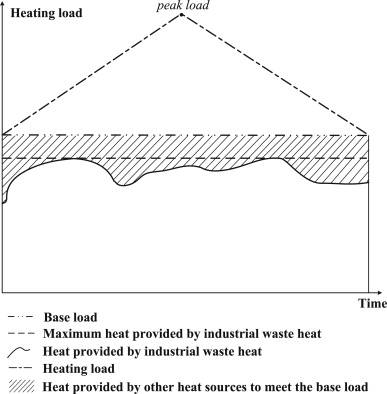 peak load
Heating load
Time
Base load
Maximum heat provided by industrial waste heat
Heat provided by industrial waste heat
Heating load
Heat provided by other heat sources to meet the base load